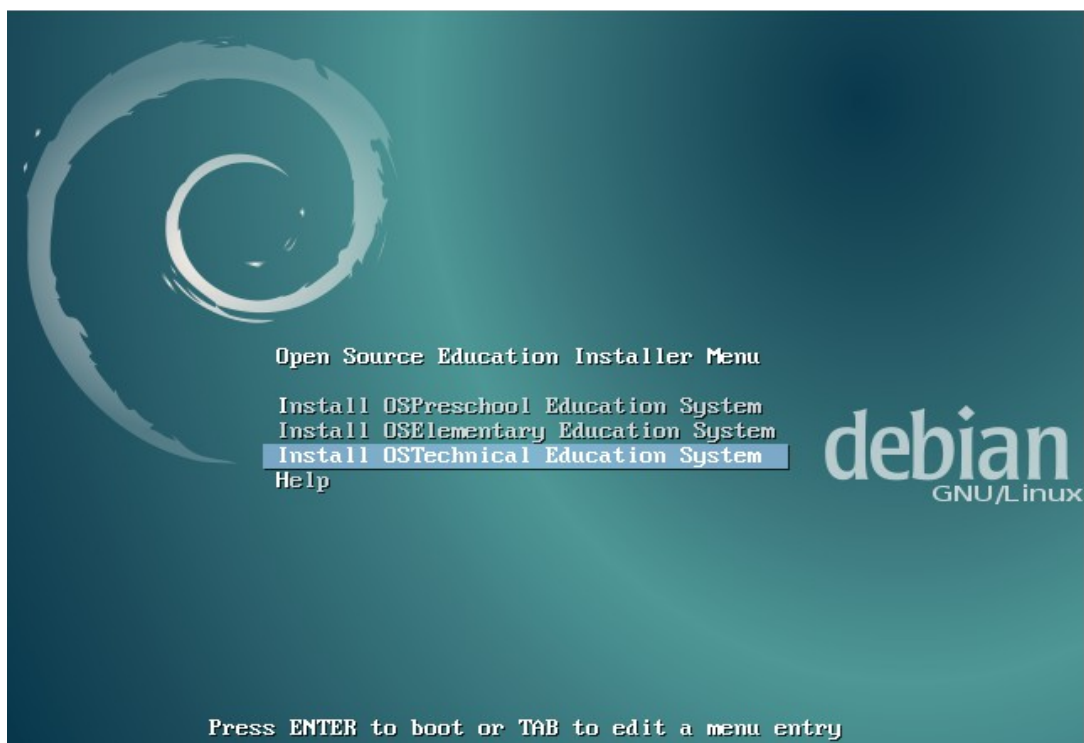 Open Source Education Installer Menu
Install OSPreschool Education System
Install OSElementary Education System
Install OSTechnical Education System
Help
debian
GNU/Linux
Press ENTER to boot or TAB to edit a menu entry